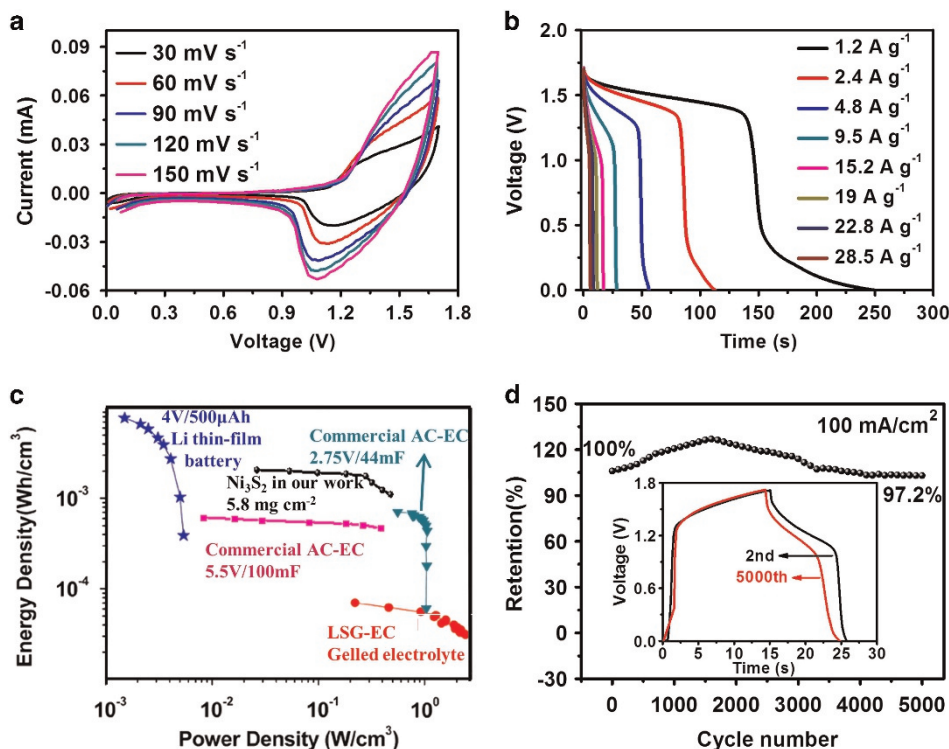 a
0.09
0.06
0.03
0.00
-0.03
-0.06
Current (mA)
30 mV s⁻¹
60 mV s⁻¹
90 mV s⁻¹
120 mV s⁻¹
150 mV s⁻¹
0.0 0.3 0.6 0.9 1.2 1.5 1.8
Voltage (V)
b
2.0
1.5
1.0
0.5
0.0
Voltage (V)
1.2 A g⁻¹
2.4 A g⁻¹
4.8 A g⁻¹
9.5 A g⁻¹
15.2 A g⁻¹
19 A g⁻¹
22.8 A g⁻¹
28.5 A g⁻¹
0 50 100 150 200 250 300
Time (s)
c
Energy Density(Wh/cm³)
10⁻³
10⁻⁴
4V/500μAh
Li thin-film
battery
Commercial AC-EC
2.75V/44mF
Ni₃S₂ in our work
5.8 mg cm⁻²
Commercial AC-EC
5.5V/100mF
LSG-EC
Gelled electrolyte
10⁻³ 10⁻² 10⁻¹ 10⁰
Power Density (W/cm³)
d
150
120
90
60
30
0
-30
Retention(%)
100 mA/cm²
100%
97.2%
1.8
1.2
0.6
0.0
Voltage (V)
2nd
5000th
0 5 10 15 20 25 30
Time (s)
0 1000 2000 3000 4000 5000
Cycle number